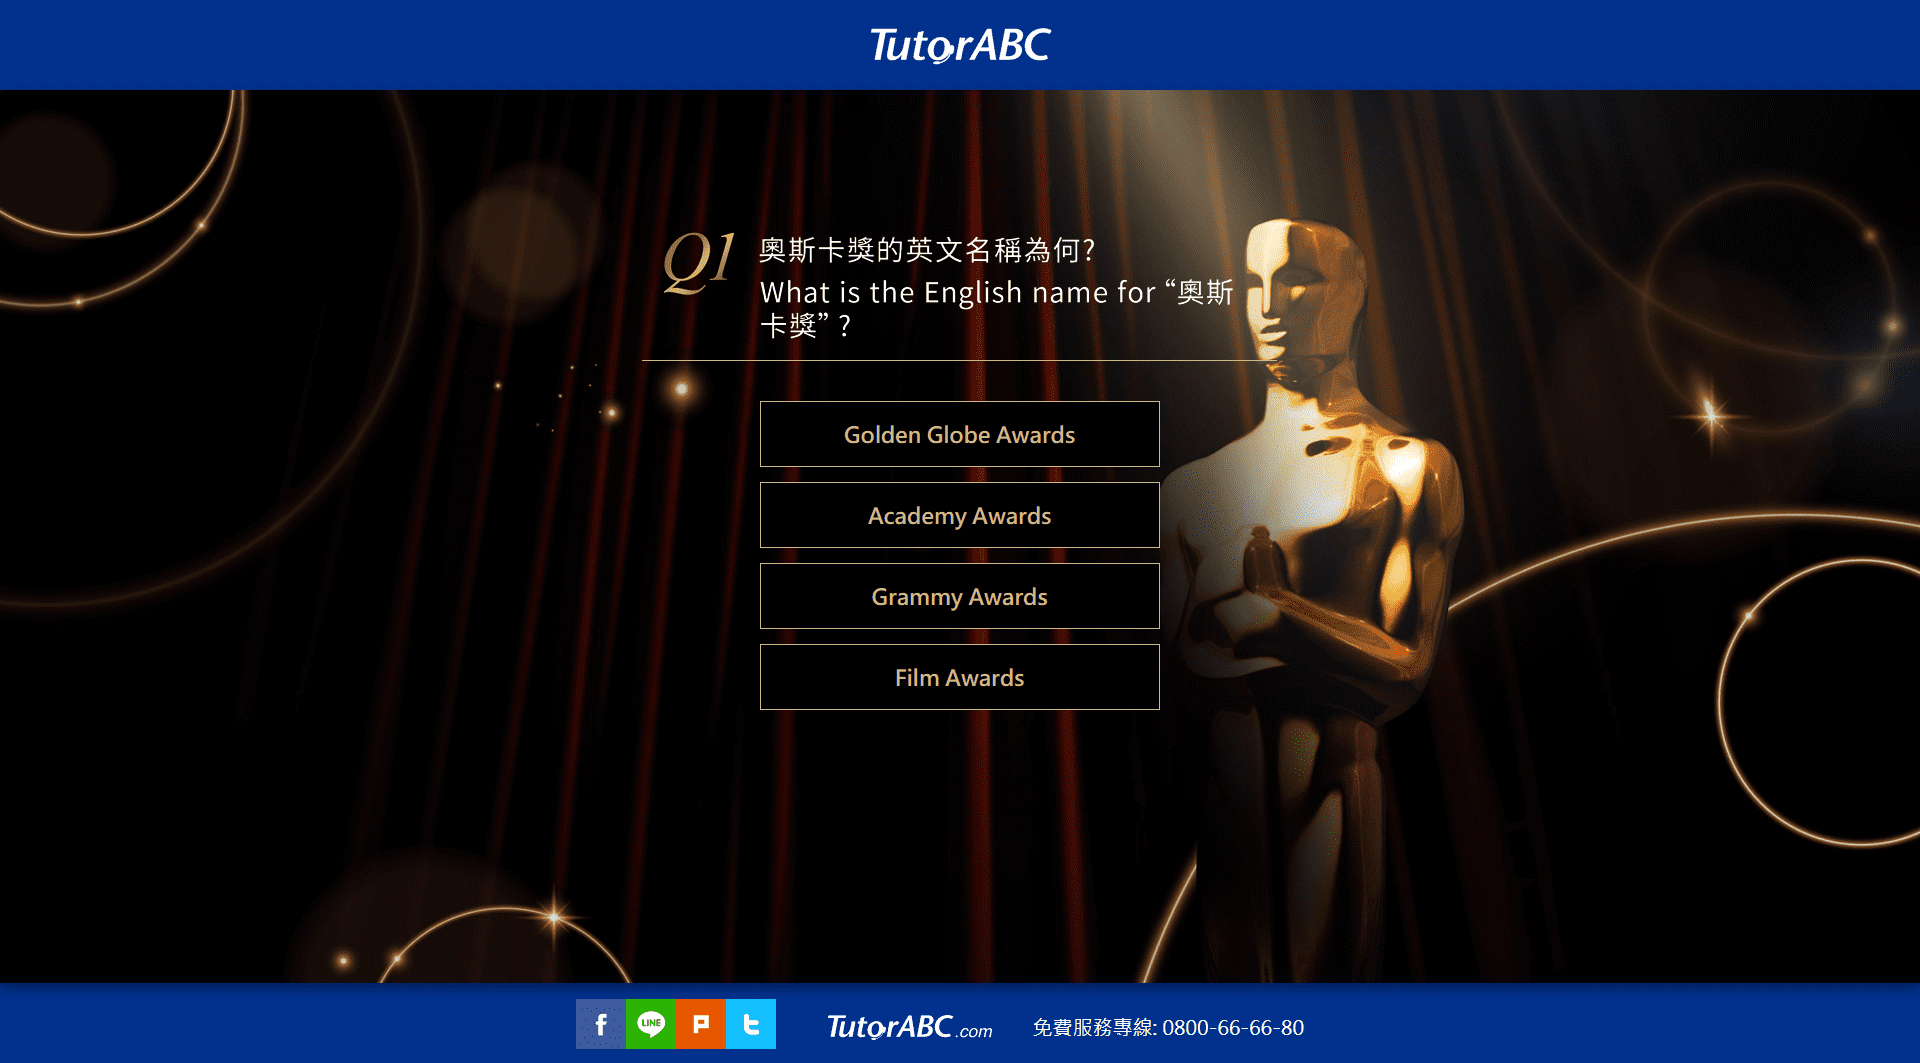 TutorABC
Q1
奧斯卡獎的英文名稱為何?
What is the English name for “奧斯
卡獎” ?
Golden Globe Awards
Academy Awards
Grammy Awards
Film Awards
f
LINE
P
t
TutorABC.com
免費服務專線: 0800-66-66-80